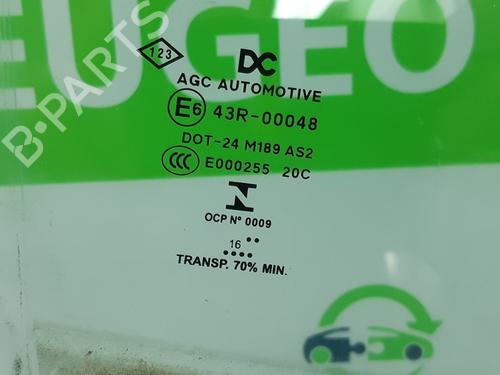 EUGEO
123
DC
AGC AUTOMOTIVE
E6 43R-00048
DOT-24 M189 AS2
CCC E000255 20C
N
OCP Nº 0009
16
TRANSP. 70% MIN.